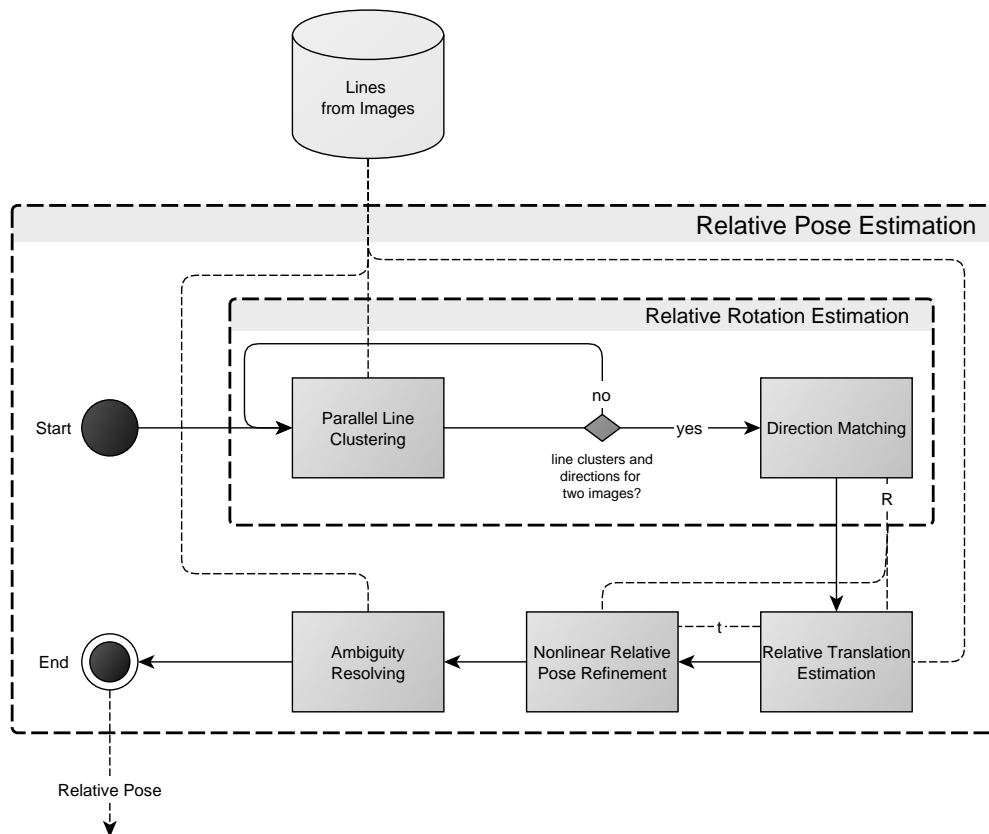 Lines
from Images
Relative Pose Estimation
Relative Rotation Estimation
Start
Parallel Line
Clustering
no
yes
line clusters and
directions for
two images?
Direction Matching
R
End
Ambiguity
Resolving
Nonlinear Relative
Pose Refinement
t
Relative Translation
Estimation
Relative Pose